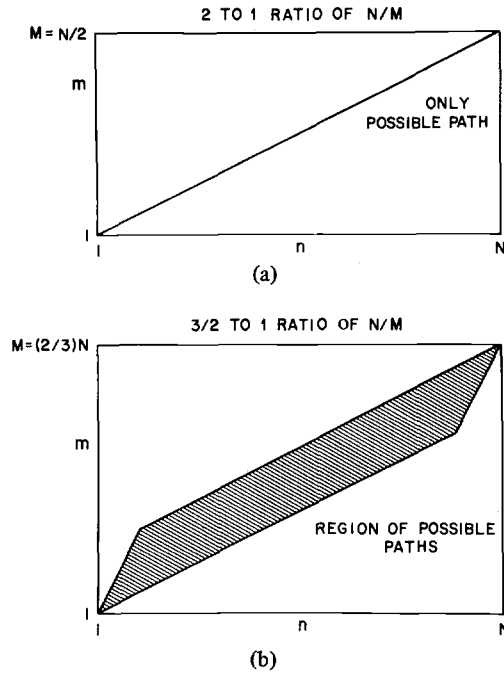 2 TO 1 RATIO OF N/M
M = N/2
m
ONLY
POSSIBLE PATH
1
1
n
N
(a)
3/2 TO 1 RATIO OF N/M
M=(2/3)N
m
REGION OF POSSIBLE
PATHS
1
1
n
N
(b)